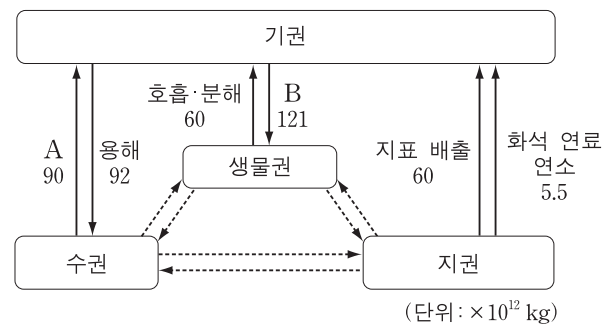 기권
호흡·분해
60
B
121
A
90
용해
92
생물권
지표 배출
60
화석 연료
연소
5.5
수권
지권
(단위: ×10¹² kg)